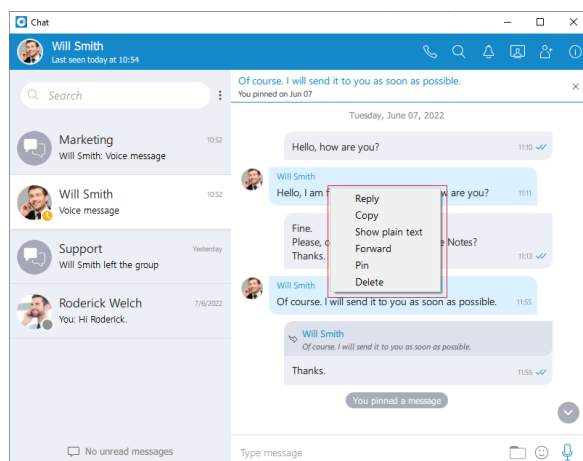 Chat
Will Smith
Last seen today at 10:54
Search
Marketing
10:52
Will Smith: Voice message
Will Smith
10:52
Voice message
Support
Yesterday
Will Smith left the group
Roderick Welch
7/6/2022
You: Hi Roderick.
No unread messages
Of course. I will send it to you as soon as possible.
You pinned on Jun 07
Tuesday, June 07, 2022
Hello, how are you?
11:10
Will Smith
Hello, I am f
w are you?
11:11
Fine.
Please, c
e Notes?
Thanks.
11:13
Reply
Copy
Show plain text
Forward
Pin
Delete
Will Smith
Of course. I will send it to you as soon as possible.
11:55
Will Smith
Of course. I will send it to you as soon as possible.
Thanks.
11:55
You pinned a message
Type message